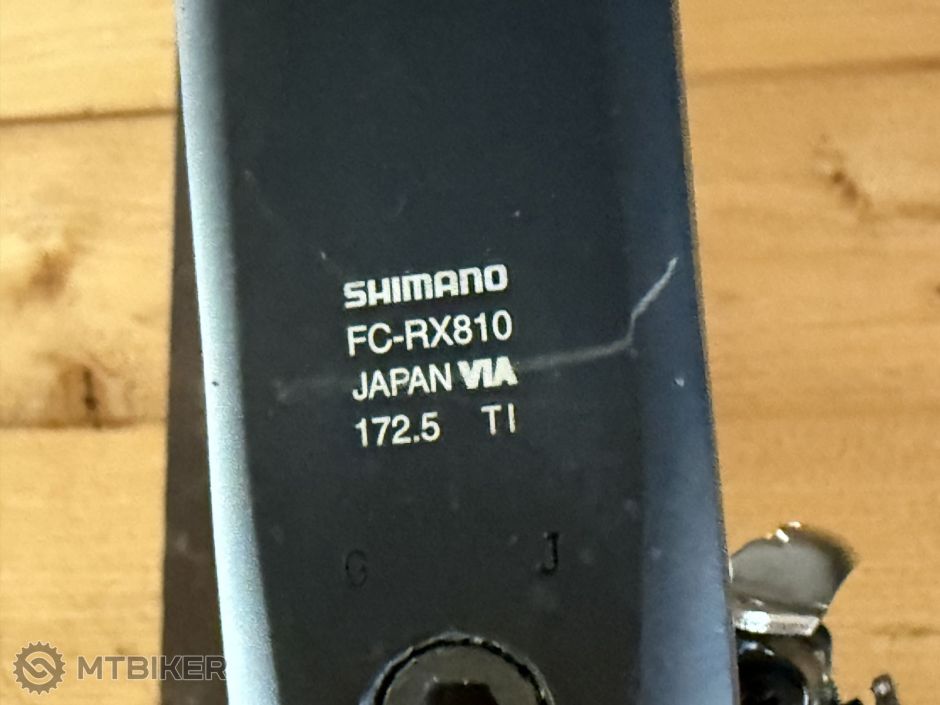 SHIMANO
FC-RX810
JAPAN VIA
172.5 TI
G J
MTBIKER